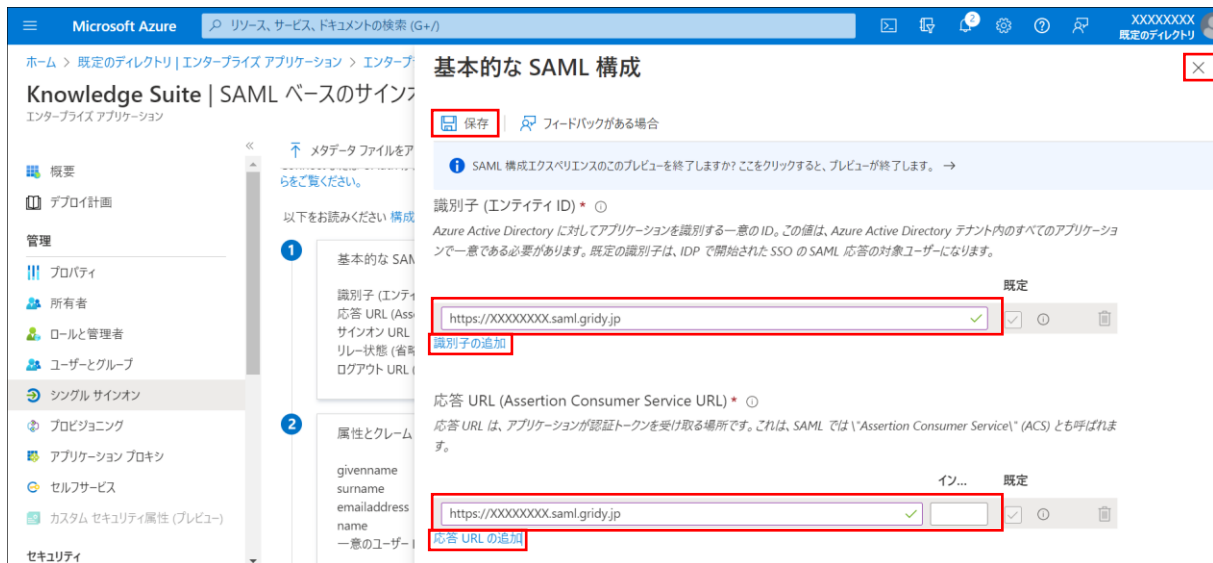 Microsoft Azure
リソース、サービス、ドキュメントの検索 (G+/)
2
XXXXXXXX
既定のディレクトリ
ホーム > 既定のディレクトリ | エンタープライズ アプリケーション > エンタープ
Knowledge Suite | SAML ベースのサインオ
エンタープライズ アプリケーション
概要
デプロイ計画
管理
プロパティ
所有者
ロールと管理者
ユーザーとグループ
シングル サインオン
プロビジョニング
アプリケーション プロキシ
セルフサービス
カスタム セキュリティ属性 (プレビュー)
セキュリティ
メタデータ ファイルをア
らをご覧ください。
以下をお読みください 構成
1
基本的な SAM
識別子 (エンティ
応答 URL (Asse
サインオン URL
リレー状態 (省略
ログアウト URL (
2
属性とクレーム
givenname
surname
emailaddress
name
一意のユーザー
基本的な SAML 構成
保存
フィードバックがある場合
SAML 構成エクスペリエンスのこのプレビューを終了しますか? ここをクリックすると、プレビューが終了します。 →
識別子 (エンティティ ID) *
Azure Active Directory に対してアプリケーションを識別する一意の ID。この値は、Azure Active Directory テナント内のすべてのアプリケーショ
ンで一意である必要があります。既定の識別子は、IDP で開始された SSO の SAML 応答の対象ユーザーになります。
既定
https://XXXXXXXX.saml.gridy.jp
識別子の追加
応答 URL (Assertion Consumer Service URL) *
応答 URL は、アプリケーションが認証トークンを受け取る場所です。これは、SAML では \"Assertion Consumer Service\" (ACS) とも呼ばれま
す。
イン... 既定
https://XXXXXXXX.saml.gridy.jp
応答 URL の追加